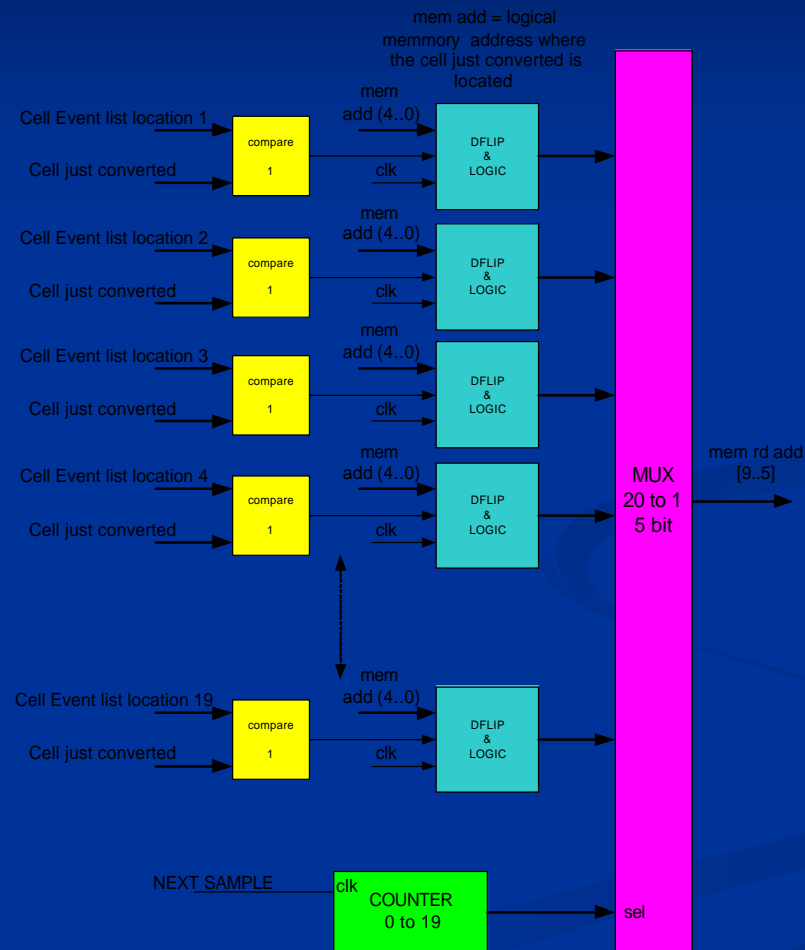 mem add = logical
memmory address where
the cell just converted is
located
Cell Event list location 1
Cell just converted
compare
1
mem
add (4..0)
clk
DFLIP
&
LOGIC
Cell Event list location 2
Cell just converted
compare
1
mem
add (4..0)
clk
DFLIP
&
LOGIC
Cell Event list location 3
Cell just converted
compare
1
mem
add (4..0)
clk
DFLIP
&
LOGIC
Cell Event list location 4
Cell just converted
compare
1
mem
add (4..0)
clk
DFLIP
&
LOGIC
MUX
20 to 1
5 bit
mem rd add
[9..5]
Cell Event list location 19
Cell just converted
compare
1
mem
add (4..0)
clk
DFLIP
&
LOGIC
NEXT SAMPLE
clk
COUNTER
0 to 19
sel